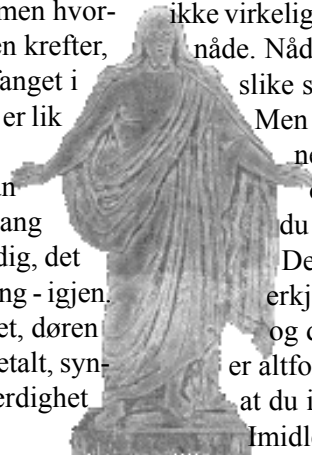 men hvor-
en krefter,
fanget i
er lik
ang
dig, det
ng - igjen.
et, døren
etalt, syn-
erdighet
ikke virkelig
nåde. Nåd
slike s
Men
du
De
erkj
og d
er altfo
at du i
Imidle